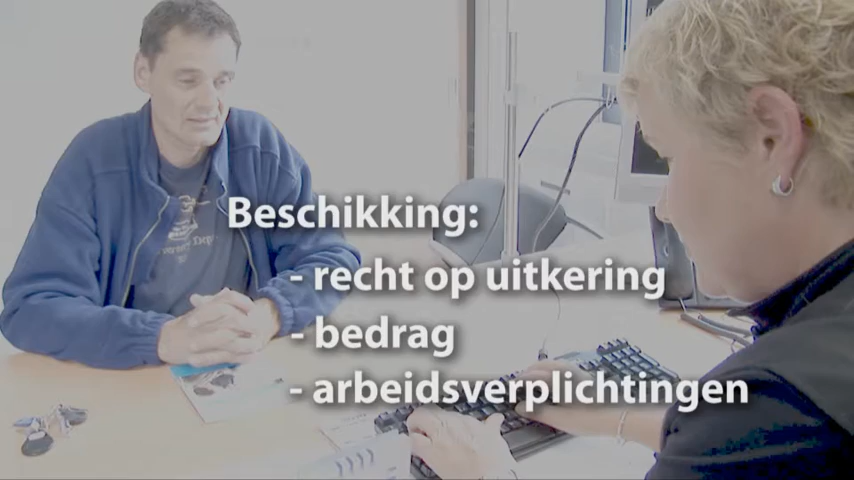 Beschikking:
- recht op uitkering
- bedrag
- arbeidsverplichtingen